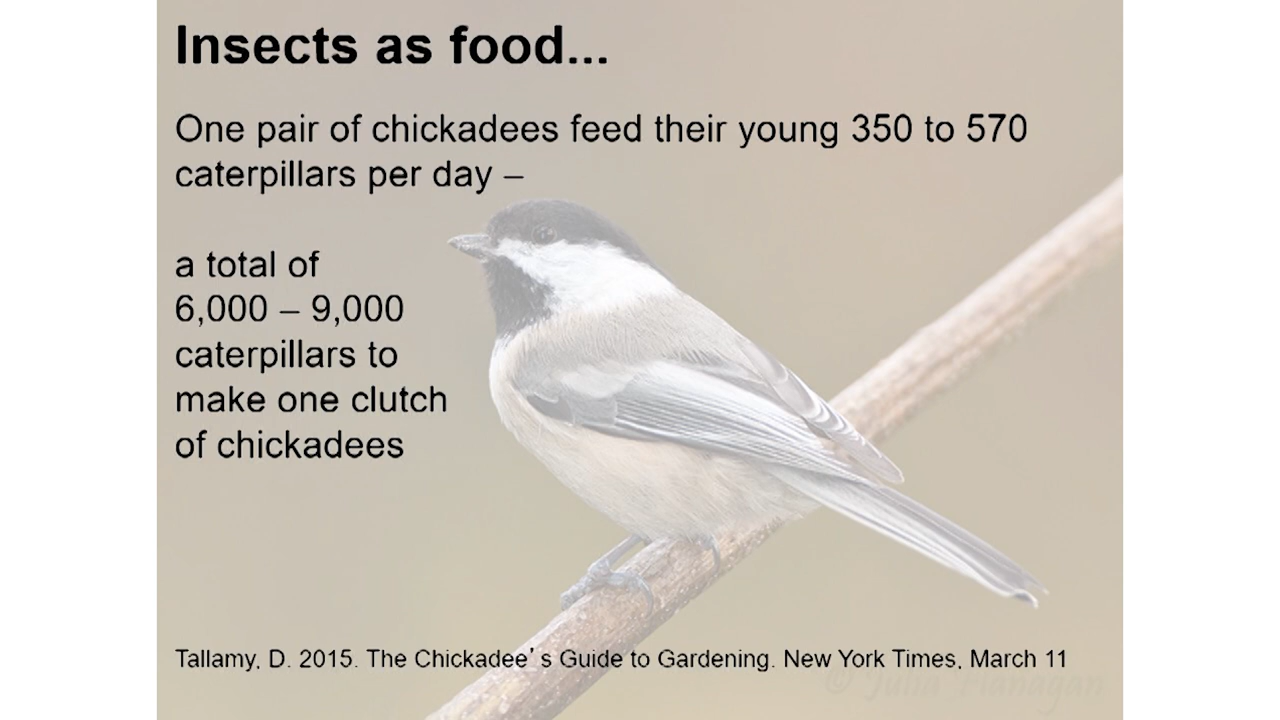 Insects as food...
One pair of chickadees feed their young 350 to 570
caterpillars per day –
a total of
6,000 – 9,000
caterpillars to
make one clutch
of chickadees
Tallamy, D. 2015. The Chickadee's Guide to Gardening. New York Times, March 11
© Julia Flanagan